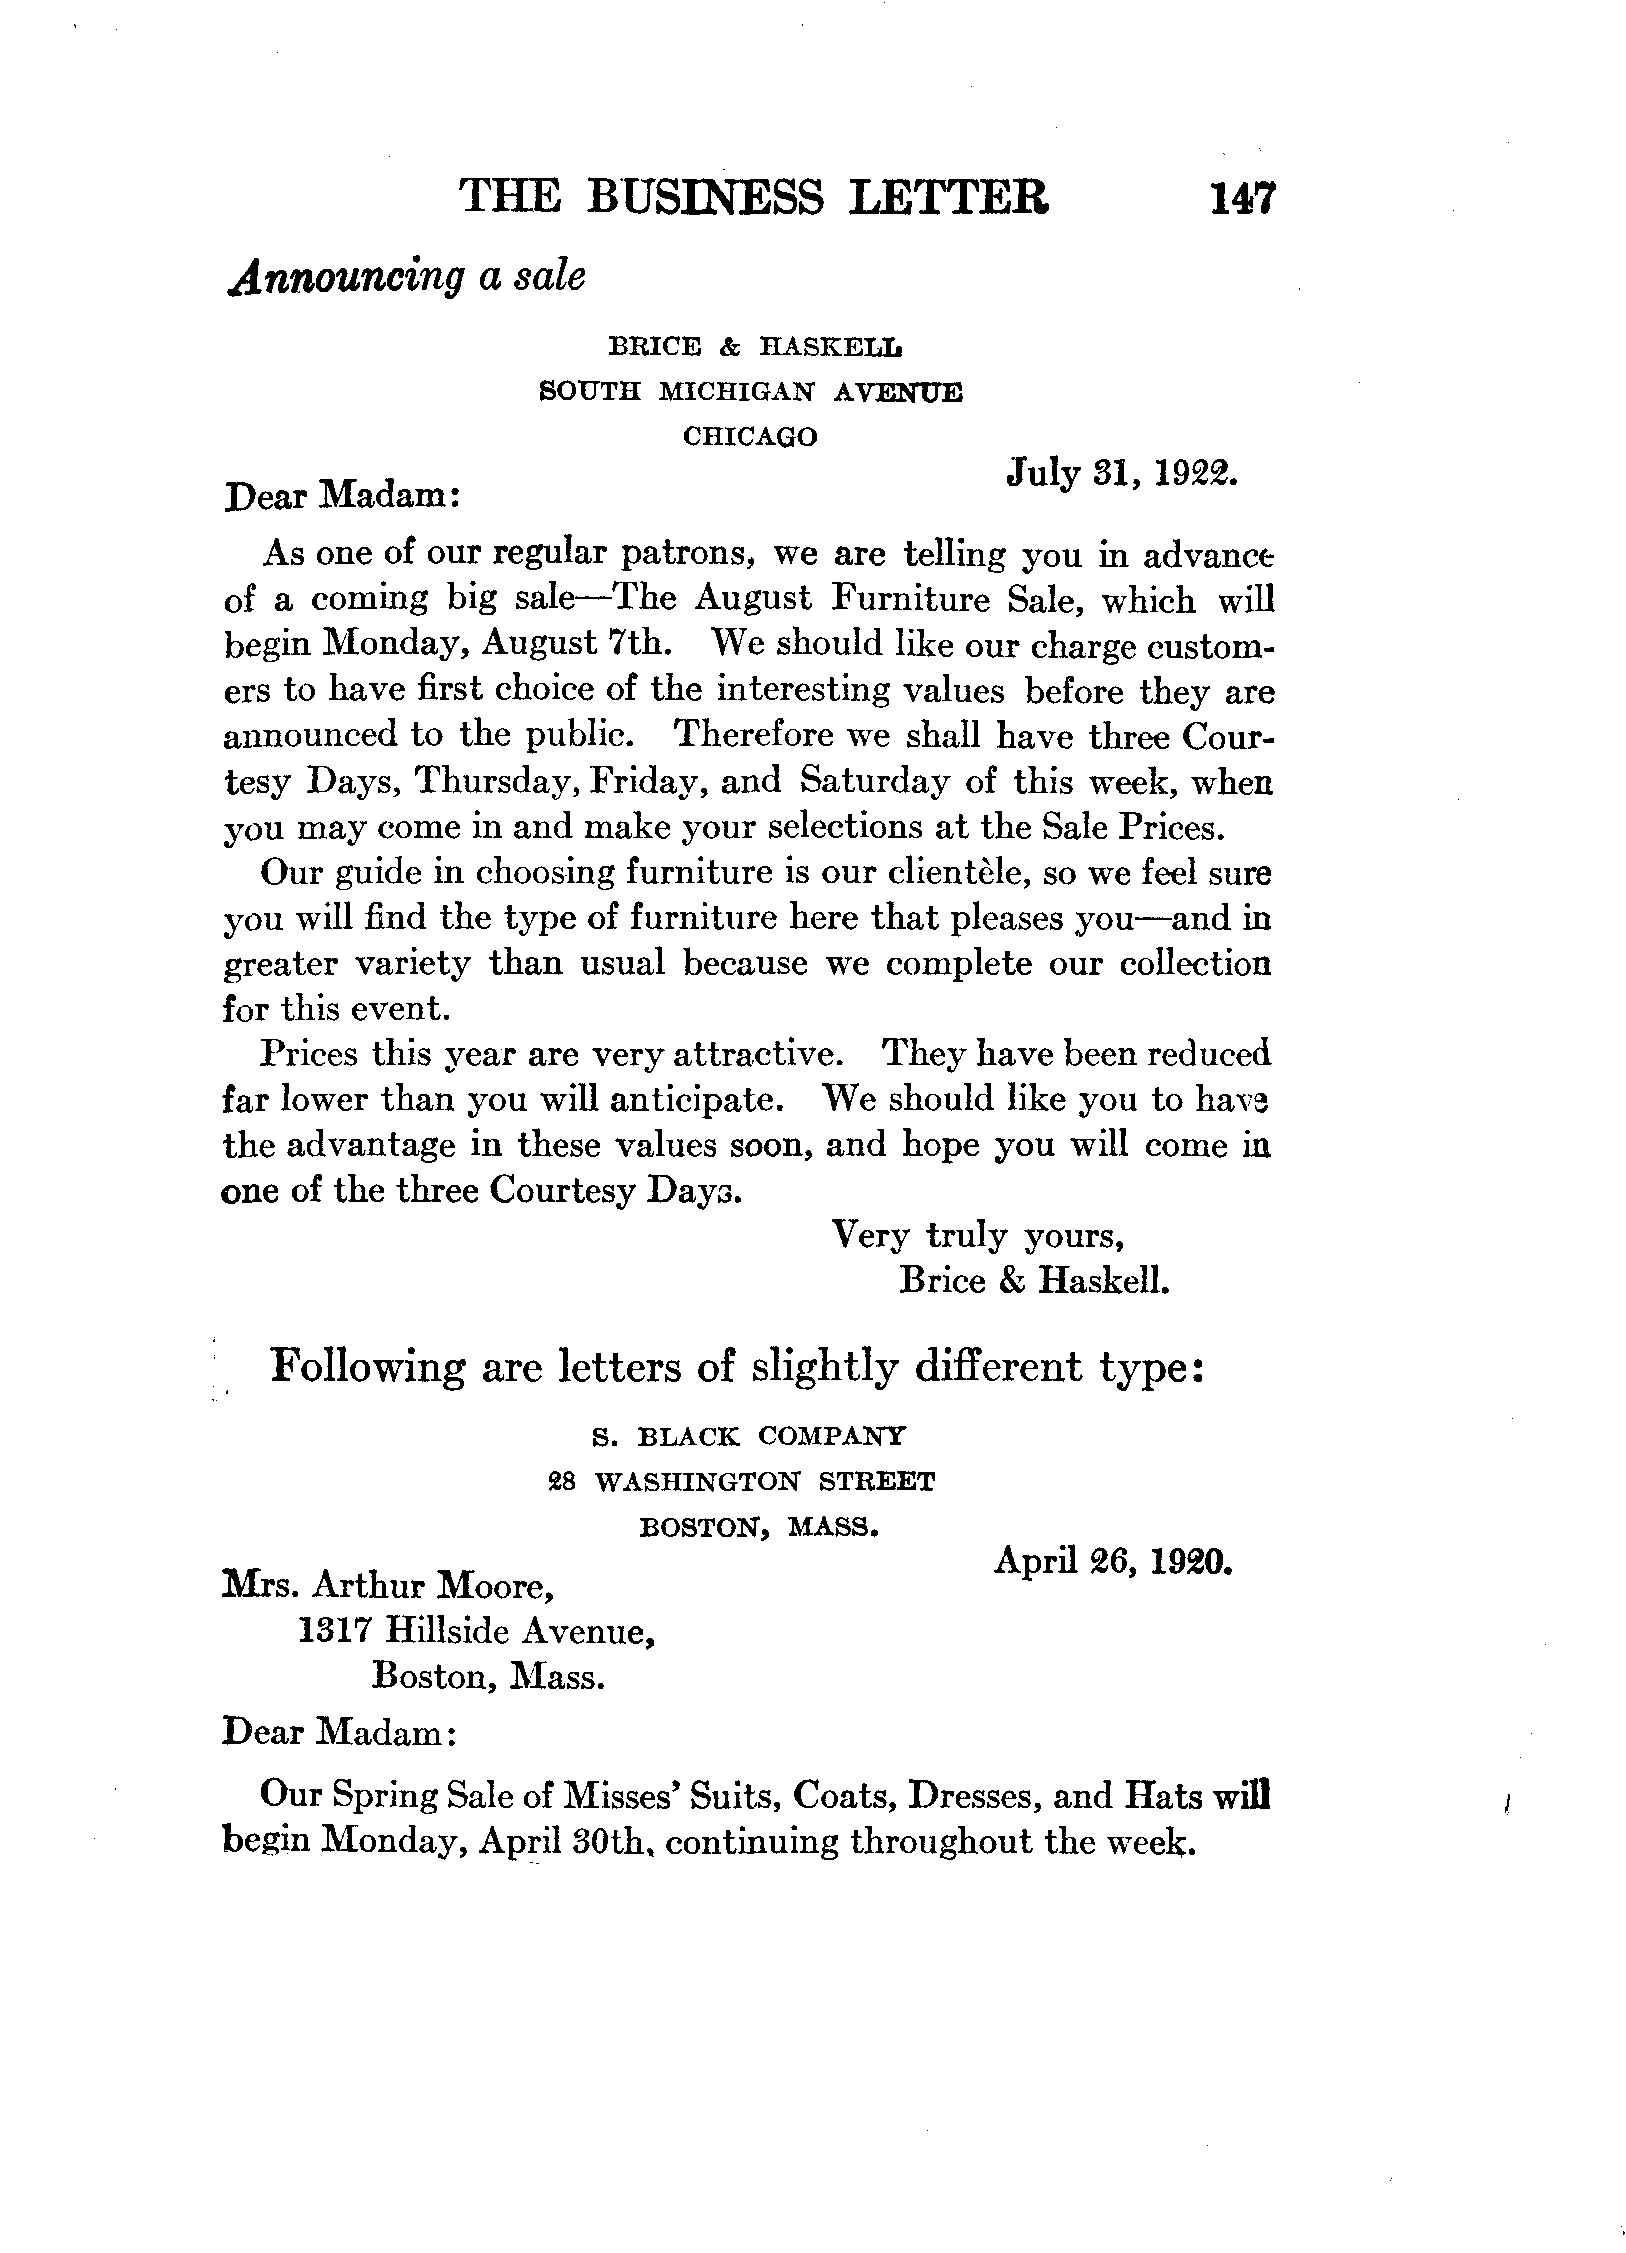 THE BUSINESS LETTER 147
Announcing a sale
BRICE & HASKELL
SOUTH MICHIGAN AVENUE
CHICAGO
July 31, 1922.
Dear Madam:
As one of our regular patrons, we are telling you in advance
of a coming big sale—The August Furniture Sale, which will
begin Monday, August 7th. We should like our charge custom-
ers to have first choice of the interesting values before they are
announced to the public. Therefore we shall have three Cour-
tesy Days, Thursday, Friday, and Saturday of this week, when
you may come in and make your selections at the Sale Prices.
Our guide in choosing furniture is our clientèle, so we feel sure
you will find the type of furniture here that pleases you—and in
greater variety than usual because we complete our collection
for this event.
Prices this year are very attractive. They have been reduced
far lower than you will anticipate. We should like you to have
the advantage in these values soon, and hope you will come in
one of the three Courtesy Days.
Very truly yours,
Brice & Haskell.
Following are letters of slightly different type:
S. BLACK COMPANY
28 WASHINGTON STREET
BOSTON, MASS.
April 26, 1920.
Mrs. Arthur Moore,
1317 Hillside Avenue,
Boston, Mass.
Dear Madam:
Our Spring Sale of Misses' Suits, Coats, Dresses, and Hats will
begin Monday, April 30th, continuing throughout the week.